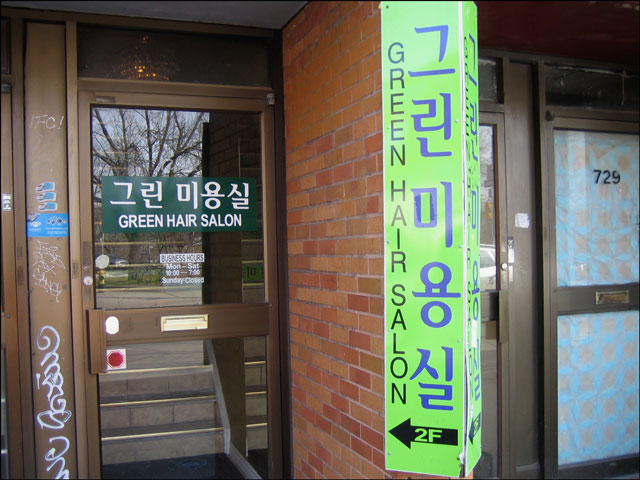 그린 미용실
GREEN HAIR SALON
BUSINESS HOURS
Mon - Sat
10:00 - 7:00
Sunday-Closed
GREEN HAIR SALON
그린미용실
2F
729